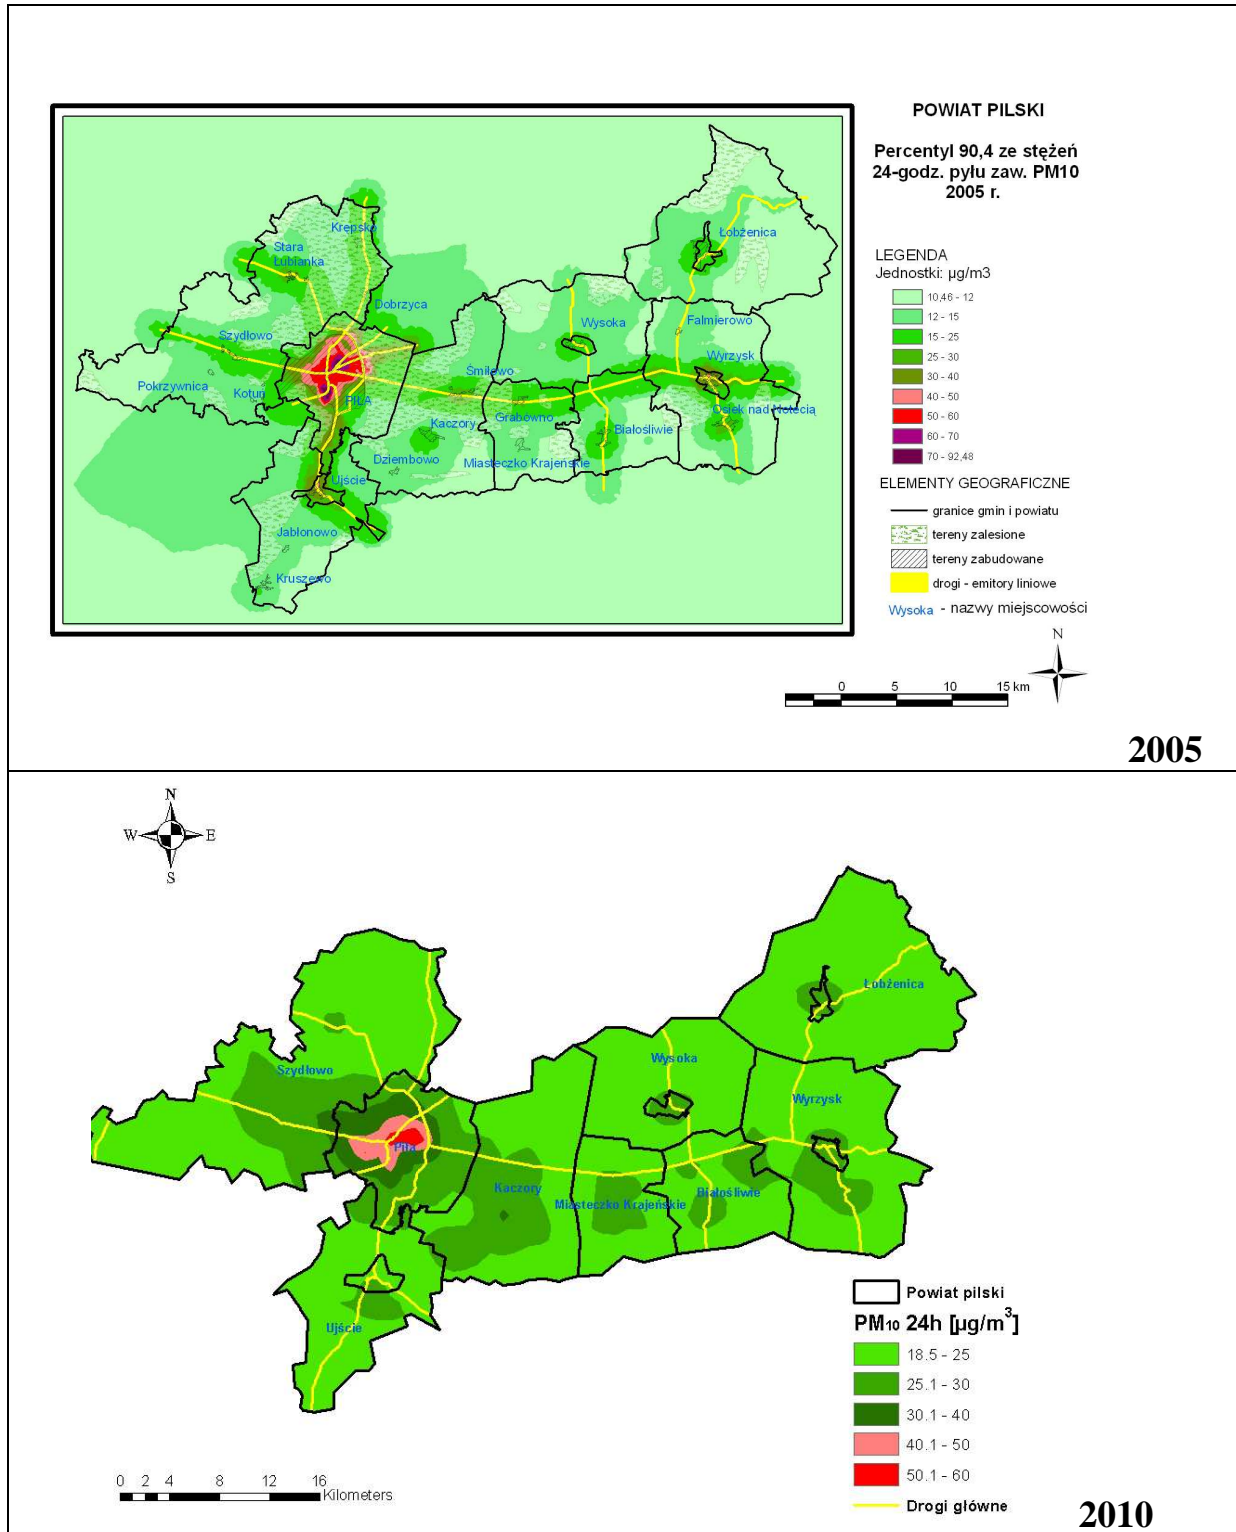 POWIAT PILSKI
Percentyl 90,4 ze stężeń
24-godz. pyłu zaw. PM10
2005 r.
LEGENDA
Jednostki: µg/m3
10,46 - 12
12 - 15
15 - 25
25 - 30
30 - 40
40 - 50
50 - 60
60 - 70
70 - 92,48
ELEMENTY GEOGRAFICZNE
granice gmin i powiatu
tereny zalesione
tereny zabudowane
drogi - emitory liniowe
Wysoka - nazwy miejscowości
Krępsko
Stara
Łubianka
Łobżenica
Dobrzyca
Wysoka
Falmierowo
Szydłowo
Wyrzysk
Śmiłowo
Pokrzywnica
Kotuń
PIŁA
Grabówno
Osiek nad Notecią
Kaczory
Białośliwie
Dziembowo
Miasteczko Krajeńskie
Ujście
Jabłonowo
Kruszewo
N
0 5 10 15 km
2005
N
W E
S
Łobżenica
Wysoka
Szydłowo
Wyrzysk
Piła
Kaczory
Miasteczko Krajeńskie
Białośliwie
Ujście
Powiat pilski
PM10 24h [µg/m³]
18.5 - 25
25.1 - 30
30.1 - 40
40.1 - 50
50.1 - 60
Drogi główne
0 2 4 8 12 16
Kilometers
2010